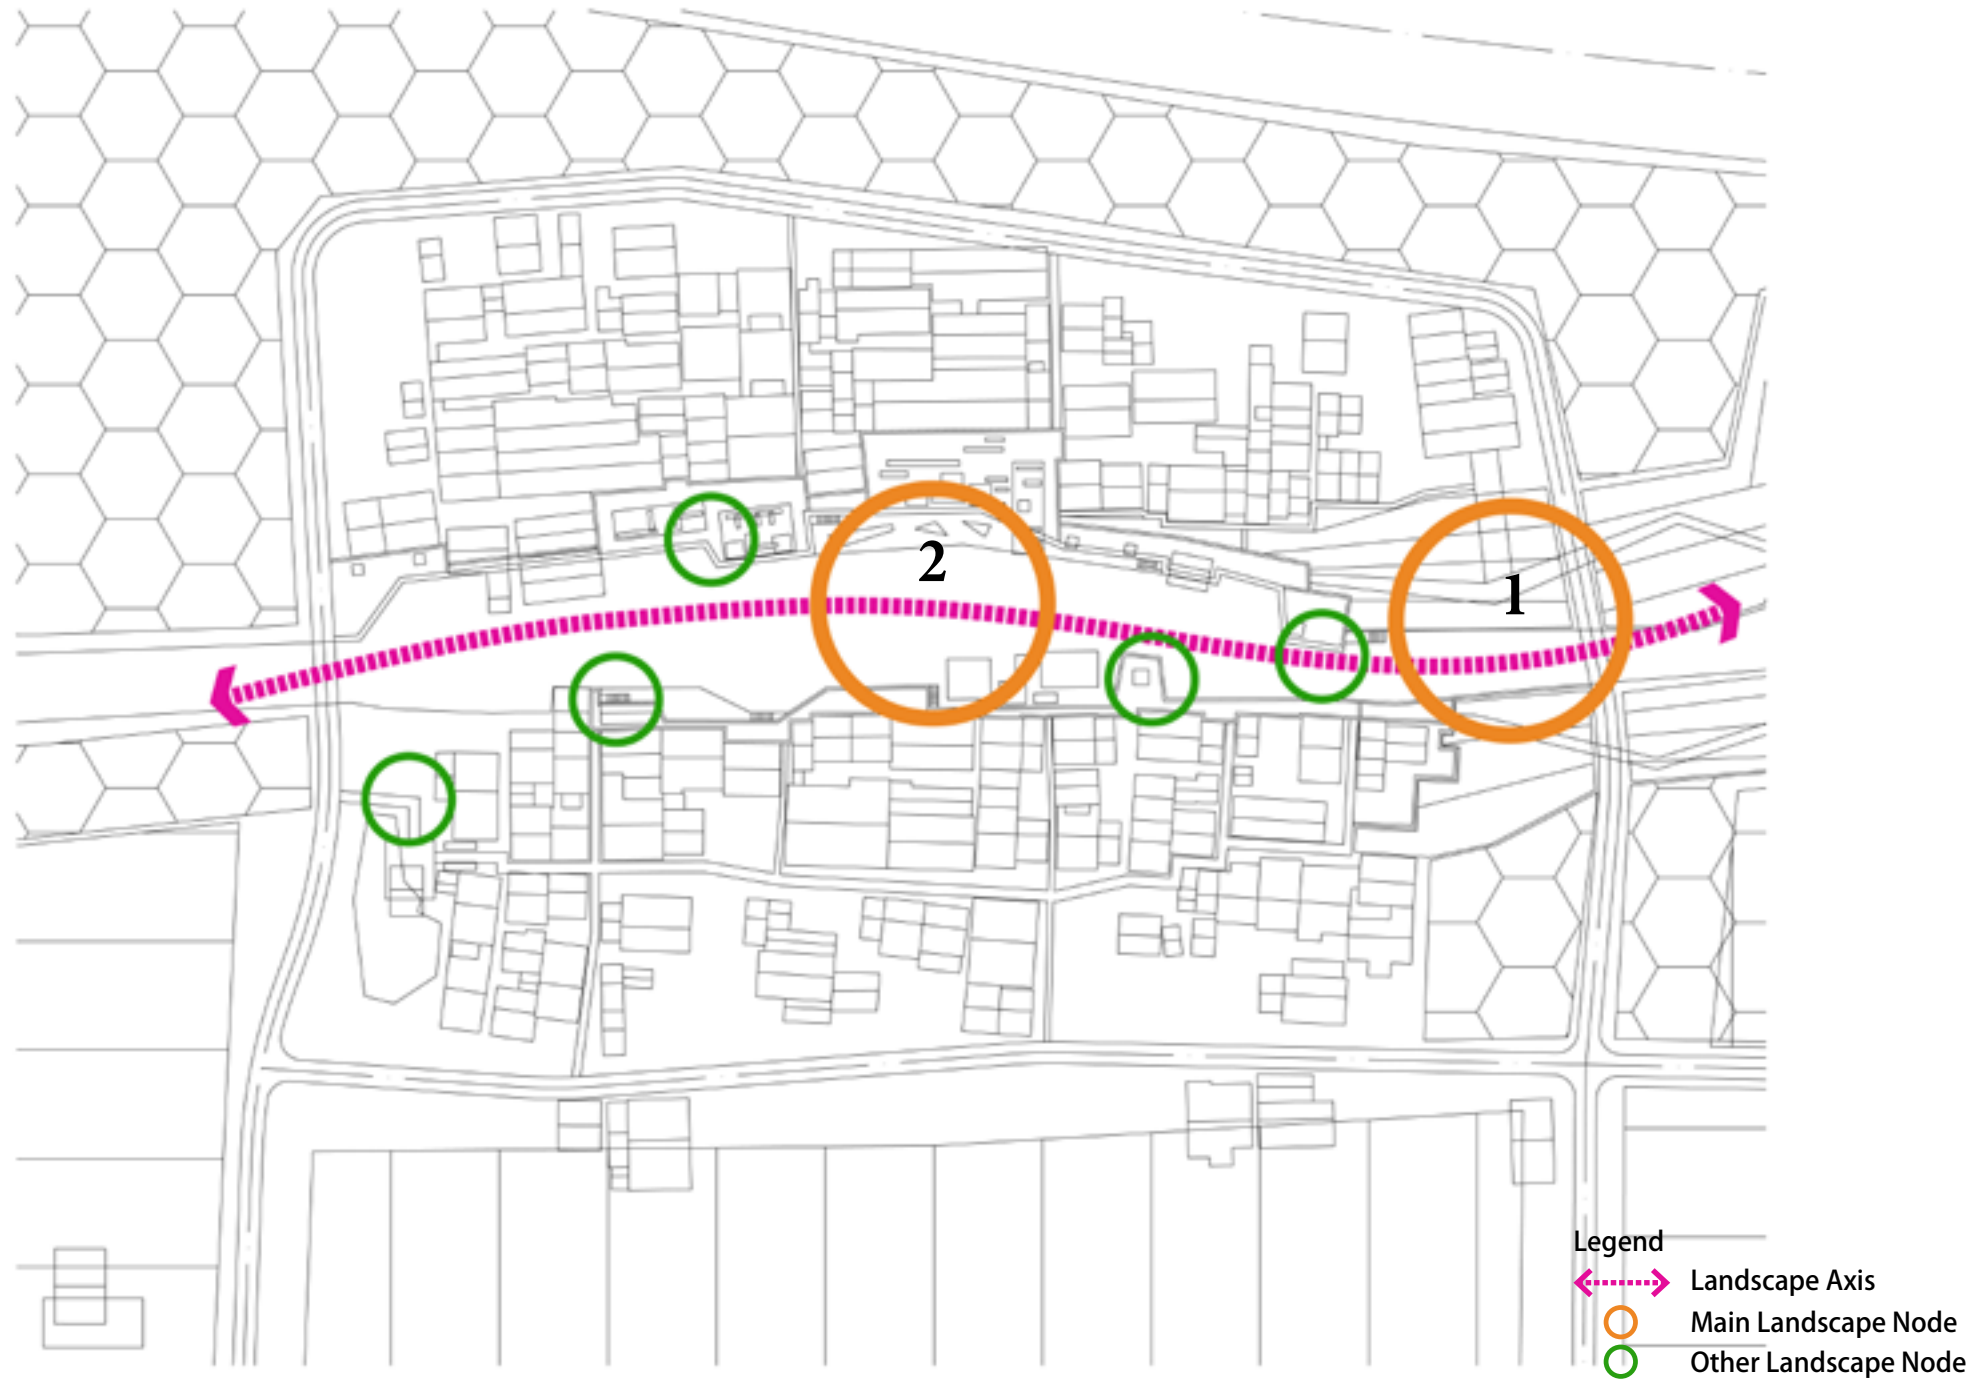 2
1
Legend
Landscape Axis
Main Landscape Node
Other Landscape Node